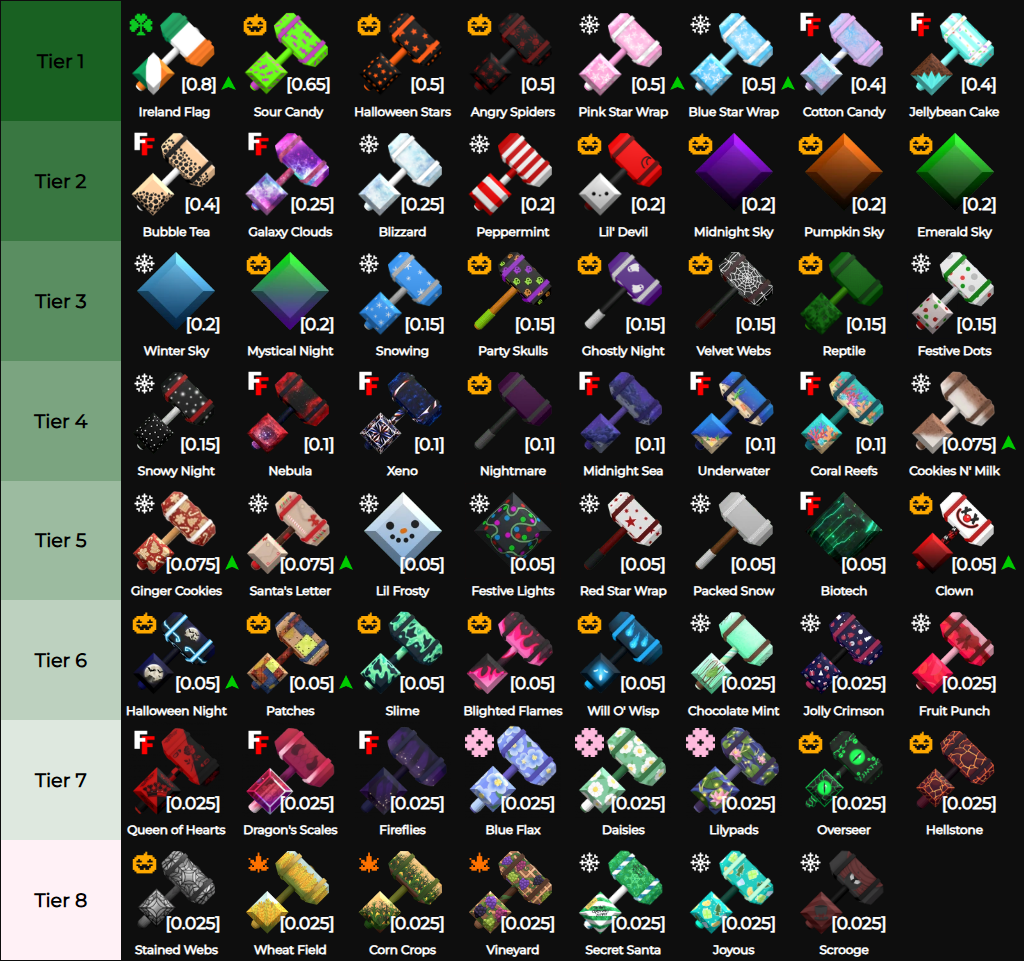 Tier 1
FF FF
[0.8] [0.65] [0.5] [0.5] [0.5] [0.5] [0.4] [0.4]
Ireland Flag Sour Candy Halloween Stars Angry Spiders Pink Star Wrap Blue Star Wrap Cotton Candy Jellybean Cake
Tier 2
FF FF
[0.4] [0.25] [0.25] [0.2] [0.2] [0.2] [0.2] [0.2]
Bubble Tea Galaxy Clouds Blizzard Peppermint Lil' Devil Midnight Sky Pumpkin Sky Emerald Sky
Tier 3
[0.2] [0.2] [0.15] [0.15] [0.15] [0.15] [0.15] [0.15]
Winter Sky Mystical Night Snowing Party Skulls Ghostly Night Velvet Webs Reptile Festive Dots
Tier 4
FF FF FF FF FF
[0.15] [0.1] [0.1] [0.1] [0.1] [0.1] [0.1] [0.075]
Snowy Night Nebula Xeno Nightmare Midnight Sea Underwater Coral Reefs Cookies N' Milk
Tier 5
FF
[0.075] [0.075] [0.05] [0.05] [0.05] [0.05] [0.05] [0.05]
Ginger Cookies Santa's Letter Lil Frosty Festive Lights Red Star Wrap Packed Snow Biotech Clown
Tier 6
[0.05] [0.05] [0.05] [0.05] [0.05] [0.025] [0.025] [0.025]
Halloween Night Patches Slime Blighted Flames Will O' Wisp Chocolate Mint Jolly Crimson Fruit Punch
Tier 7
FF FF FF
[0.025] [0.025] [0.025] [0.025] [0.025] [0.025] [0.025] [0.025]
Queen of Hearts Dragon's Scales Fireflies Blue Flax Daisies Lilypads Overseer Hellstone
Tier 8
[0.025] [0.025] [0.025] [0.025] [0.025] [0.025] [0.025]
Stained Webs Wheat Field Corn Crops Vineyard Secret Santa Joyous Scrooge